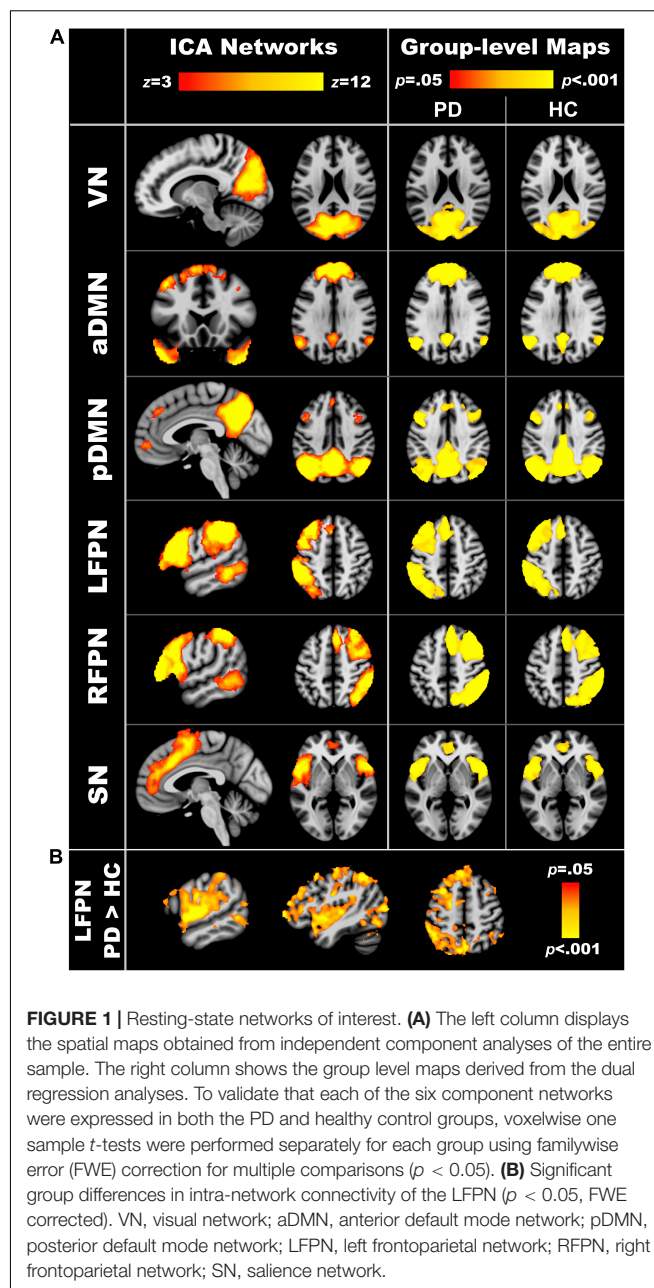 A
ICA Networks
Group-level Maps
z=3
z=12
p=.05
p<.001
PD
HC
VN
aDMN
pDMN
LFPN
RFPN
SN
B
LFPN
PD > HC
p=.05
p<.001
FIGURE 1 | Resting-state networks of interest. (A) The left column displays
the spatial maps obtained from independent component analyses of the entire
sample. The right column shows the group level maps derived from the dual
regression analyses. To validate that each of the six component networks
were expressed in both the PD and healthy control groups, voxelwise one
sample t-tests were performed separately for each group using familywise
error (FWE) correction for multiple comparisons (p < 0.05). (B) Significant
group differences in intra-network connectivity of the LFPN (p < 0.05, FWE
corrected). VN, visual network; aDMN, anterior default mode network; pDMN,
posterior default mode network; LFPN, left frontoparietal network; RFPN, right
frontoparietal network; SN, salience network.